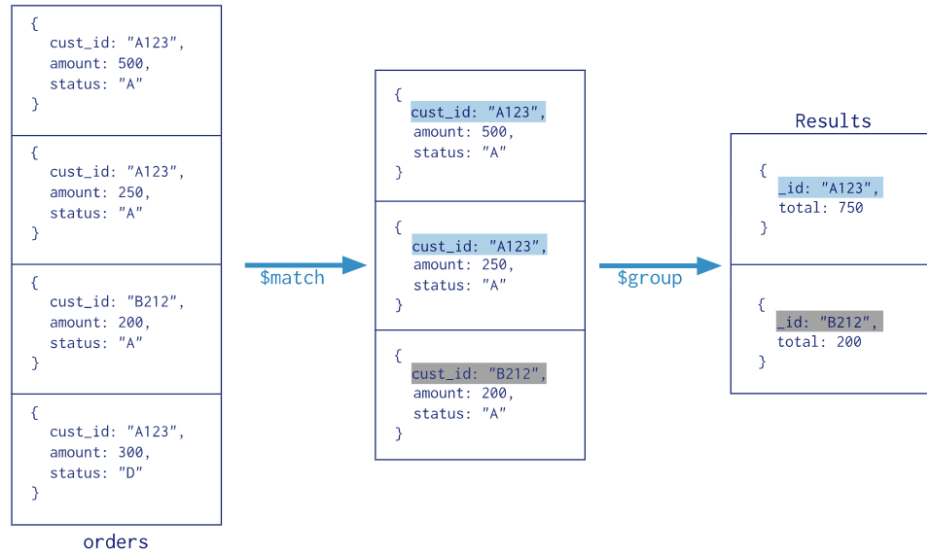 {
cust_id: "A123",
amount: 500,
status: "A"
}
{
cust_id: "A123",
amount: 250,
status: "A"
}
{
cust_id: "B212",
amount: 200,
status: "A"
}
{
cust_id: "A123",
amount: 300,
status: "D"
}
orders
$match
{
cust_id: "A123",
amount: 500,
status: "A"
}
{
cust_id: "A123",
amount: 250,
status: "A"
}
{
cust_id: "B212",
amount: 200,
status: "A"
}
$group
Results
{
_id: "A123",
total: 750
}
{
_id: "B212",
total: 200
}